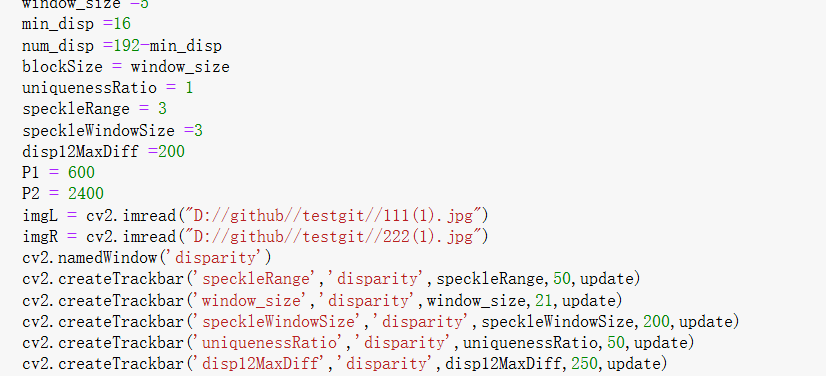 window_size =5
min_disp =16
num_disp =192-min_disp
blockSize = window_size
uniquenessRatio = 1
speckleRange = 3
speckleWindowSize =3
disp12MaxDiff =200
P1 = 600
P2 = 2400
imgL = cv2.imread("D://github//testgit//111(1).jpg")
imgR = cv2.imread("D://github//testgit//222(1).jpg")
cv2.namedWindow('disparity')
cv2.createTrackbar('speckleRange','disparity',speckleRange,50,update)
cv2.createTrackbar('window_size','disparity',window_size,21,update)
cv2.createTrackbar('speckleWindowSize','disparity',speckleWindowSize,200,update)
cv2.createTrackbar('uniquenessRatio','disparity',uniquenessRatio,50,update)
cv2.createTrackbar('disp12MaxDiff','disparity',disp12MaxDiff,250,update)